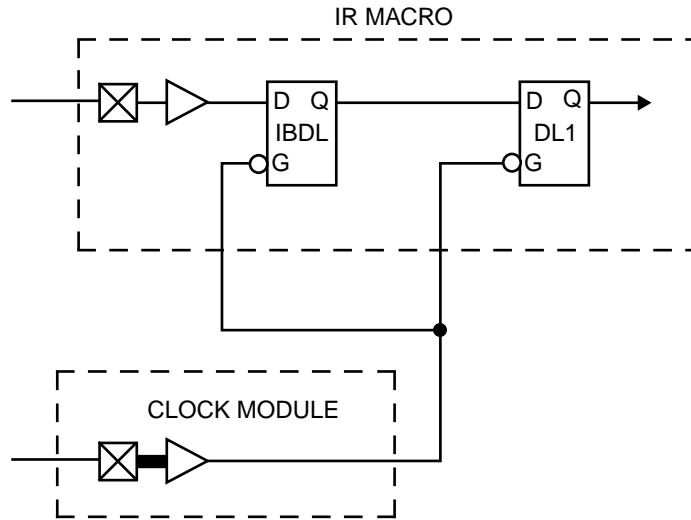 IR MACRO
D Q
IBDL
G
D Q
DL1
G
CLOCK MODULE